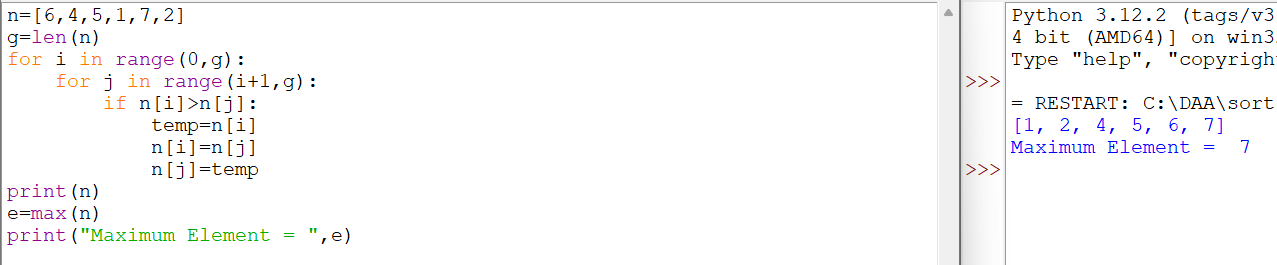 n=[6,4,5,1,7,2]
g=len(n)
for i in range(0,g):
    for j in range(i+1,g):
        if n[i]>n[j]:
            temp=n[i]
            n[i]=n[j]
            n[j]=temp
print(n)
e=max(n)
print("Maximum Element = ",e)
Python 3.12.2 (tags/v3
4 bit (AMD64)] on win3
Type "help", "copyrigh
>>>
= RESTART: C:\DAA\sort
[1, 2, 4, 5, 6, 7]
Maximum Element =  7
>>>